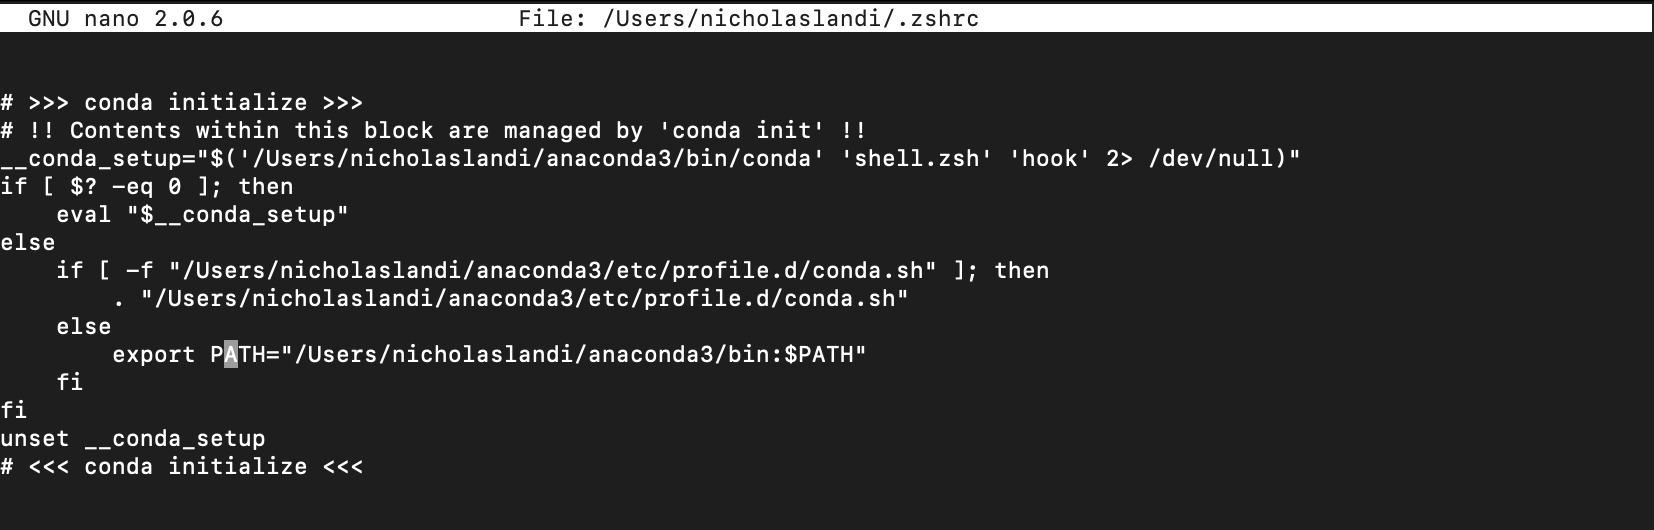 GNU nano 2.0.6 File: /Users/nicholaslandi/.zshrc
# >>> conda initialize >>>
# !! Contents within this block are managed by 'conda init' !!
__conda_setup="$('/Users/nicholaslandi/anaconda3/bin/conda' 'shell.zsh' 'hook' 2> /dev/null)"
if [ $? -eq 0 ]; then
    eval "$__conda_setup"
else
    if [ -f "/Users/nicholaslandi/anaconda3/etc/profile.d/conda.sh" ]; then
        . "/Users/nicholaslandi/anaconda3/etc/profile.d/conda.sh"
    else
        export PATH="/Users/nicholaslandi/anaconda3/bin:$PATH"
    fi
fi
unset __conda_setup
# <<< conda initialize <<<